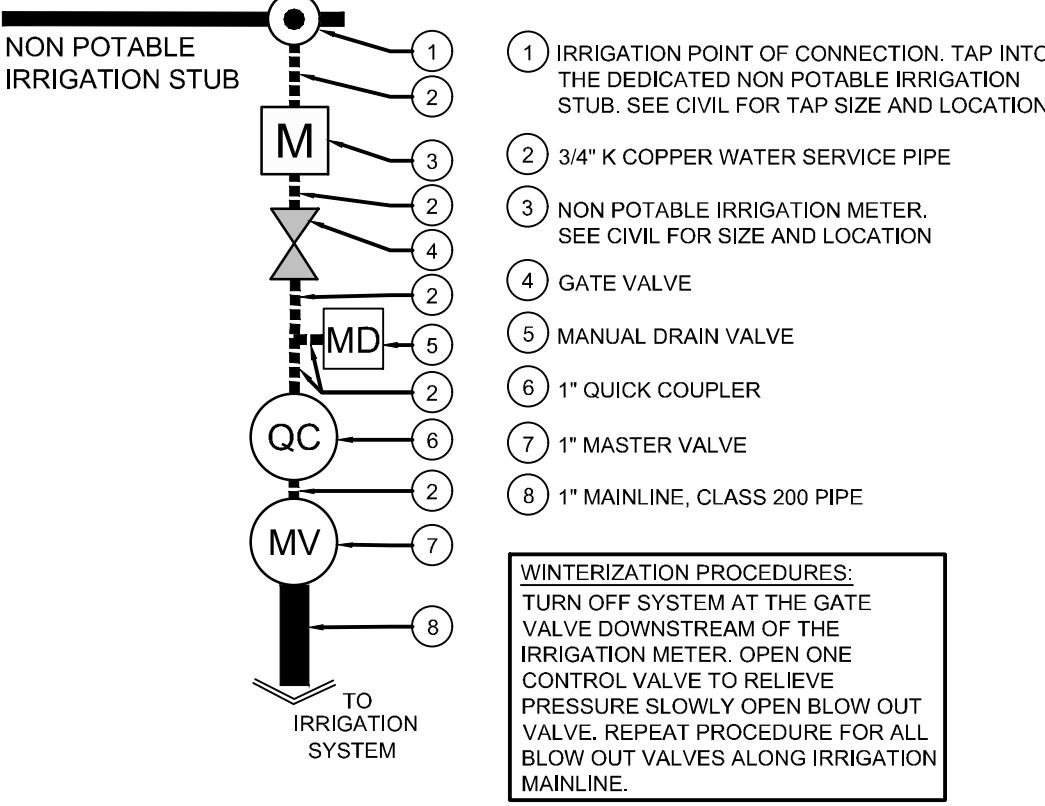 NON POTABLE
IRRIGATION STUB
1
2
M
3
2
4
2
MD
5
2
QC
6
2
MV
7
8
TO
IRRIGATION
SYSTEM
1 IRRIGATION POINT OF CONNECTION. TAP INTO
THE DEDICATED NON POTABLE IRRIGATION
STUB. SEE CIVIL FOR TAP SIZE AND LOCATION
2 3/4" K COPPER WATER SERVICE PIPE
3 NON POTABLE IRRIGATION METER.
SEE CIVIL FOR SIZE AND LOCATION
4 GATE VALVE
5 MANUAL DRAIN VALVE
6 1" QUICK COUPLER
7 1" MASTER VALVE
8 1" MAINLINE, CLASS 200 PIPE
WINTERIZATION PROCEDURES:
TURN OFF SYSTEM AT THE GATE
VALVE DOWNSTREAM OF THE
IRRIGATION METER. OPEN ONE
CONTROL VALVE TO RELIEVE
PRESSURE SLOWLY OPEN BLOW OUT
VALVE. REPEAT PROCEDURE FOR ALL
BLOW OUT VALVES ALONG IRRIGATION
MAINLINE.